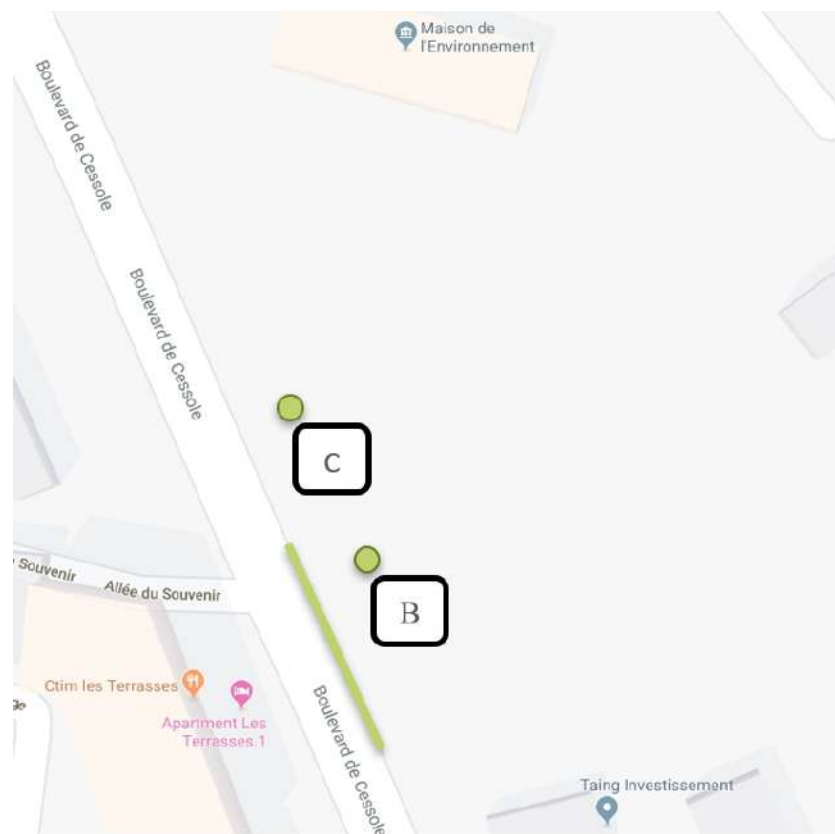 Maison de
l'Environnement
Boulevard de Cessole
Boulevard de Cessole
C
Souvenir
Allée du Souvenir
B
Ctim les Terrasses
Apartment Les
Terrasses.1
Boulevard de Cessole
Taing Investissement